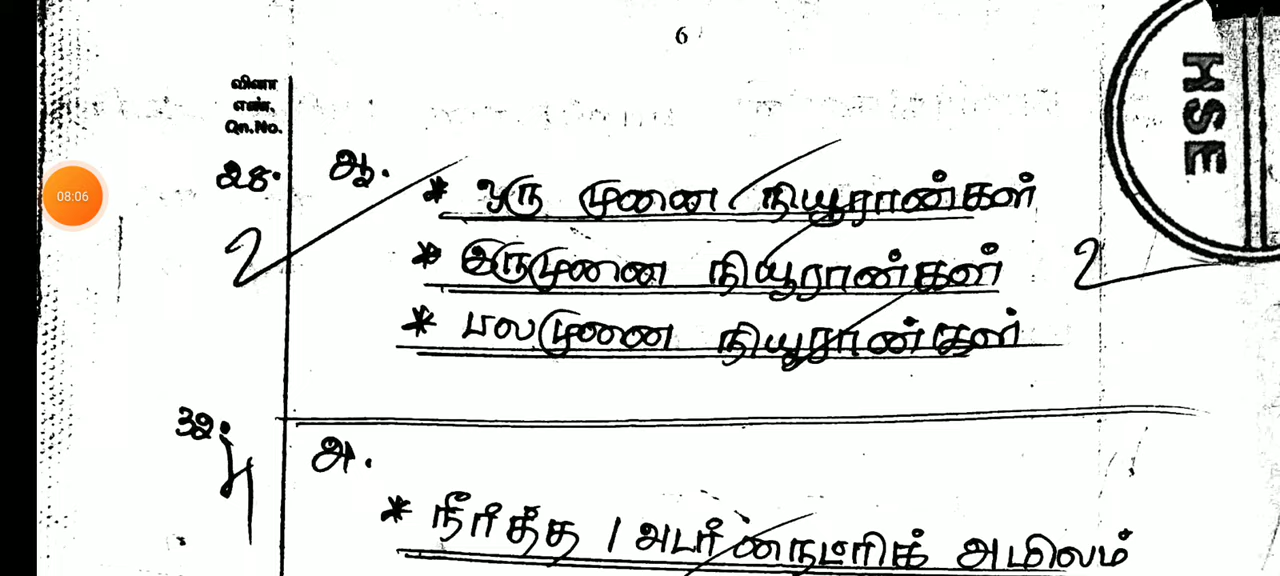 6
HSE
வினா
எண்.
Qn.No.
08:06
28. ஆ. * ஒரு முனை நியூரான்கள்
2
* இருமுனை நியூரான்கள்
2
* பலமுனை நியூரான்கள்
32. அ.
* நீர்த்த / அடர் நைட்ரிக் அமிலம்